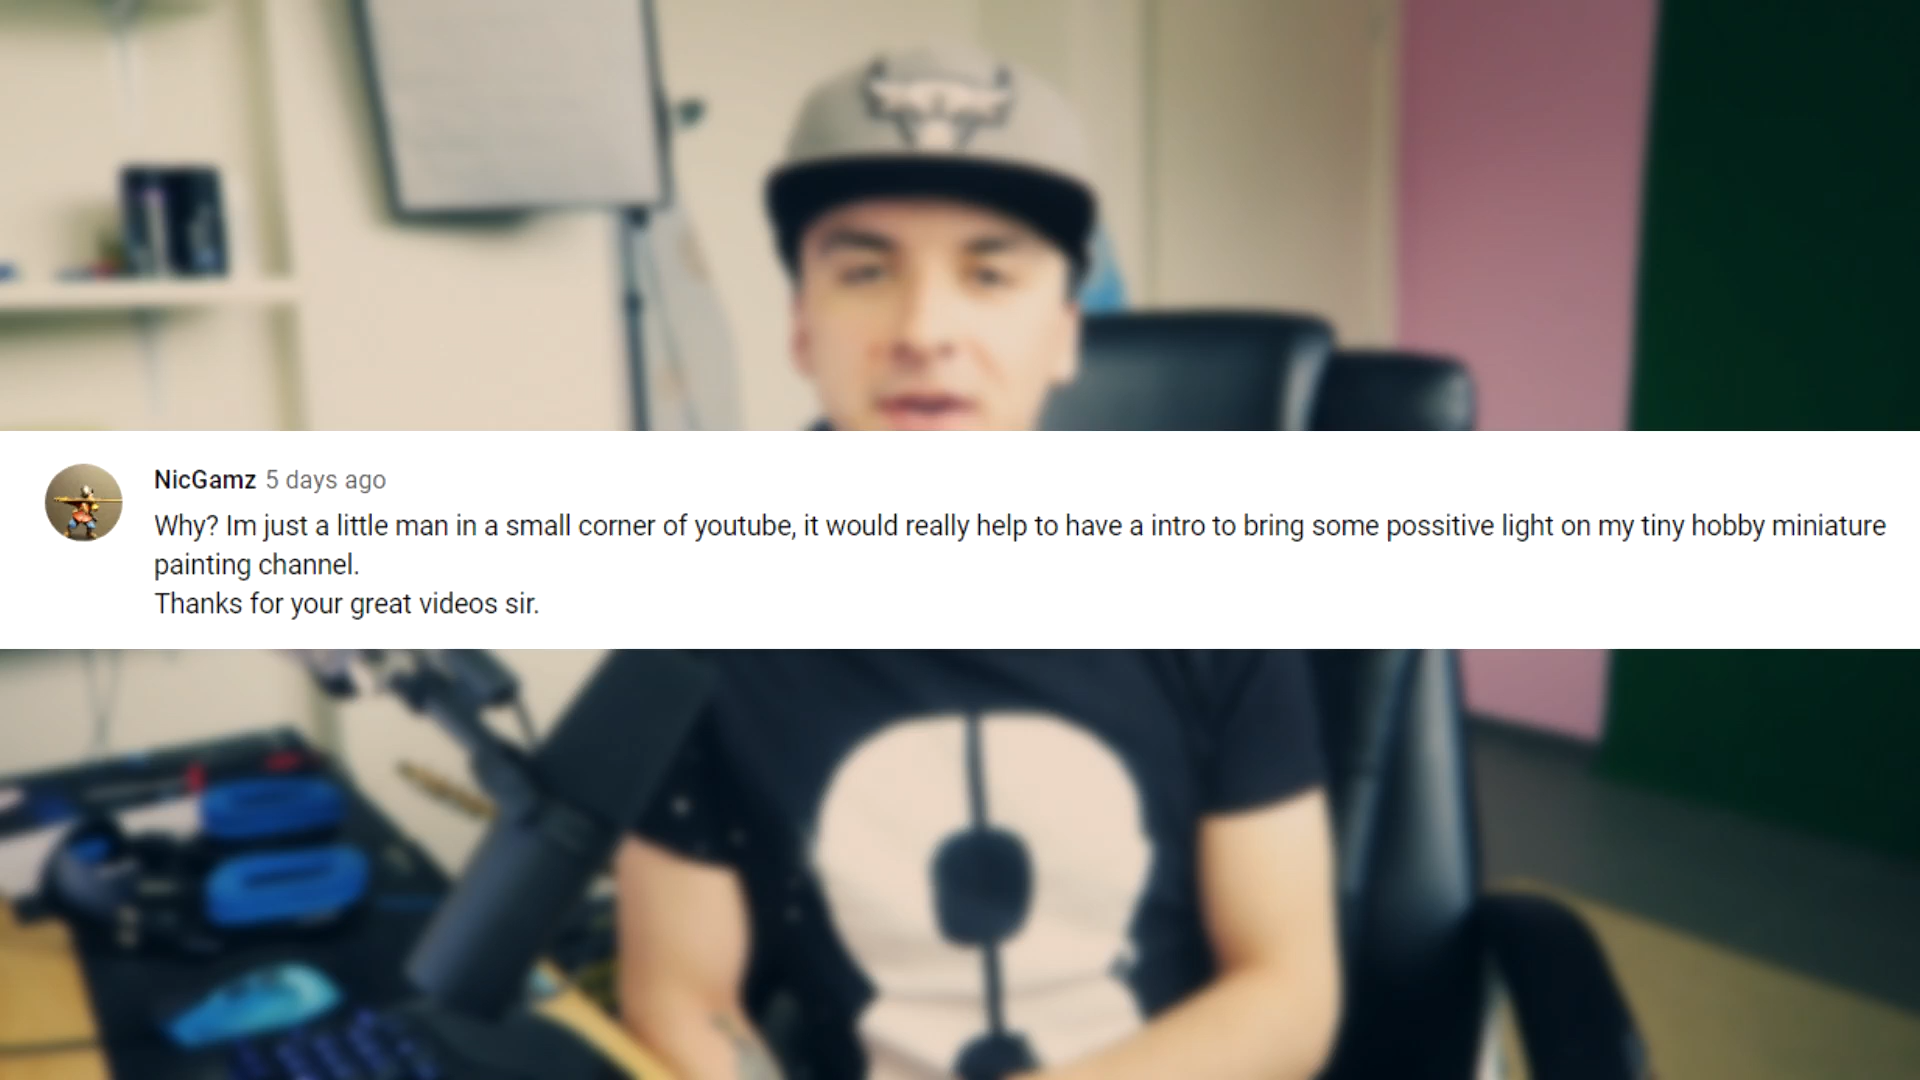 NicGamz 5 days ago
Why? Im just a little man in a small corner of youtube, it would really help to have a intro to bring some possitive light on my tiny hobby miniature
painting channel.
Thanks for your great videos sir.